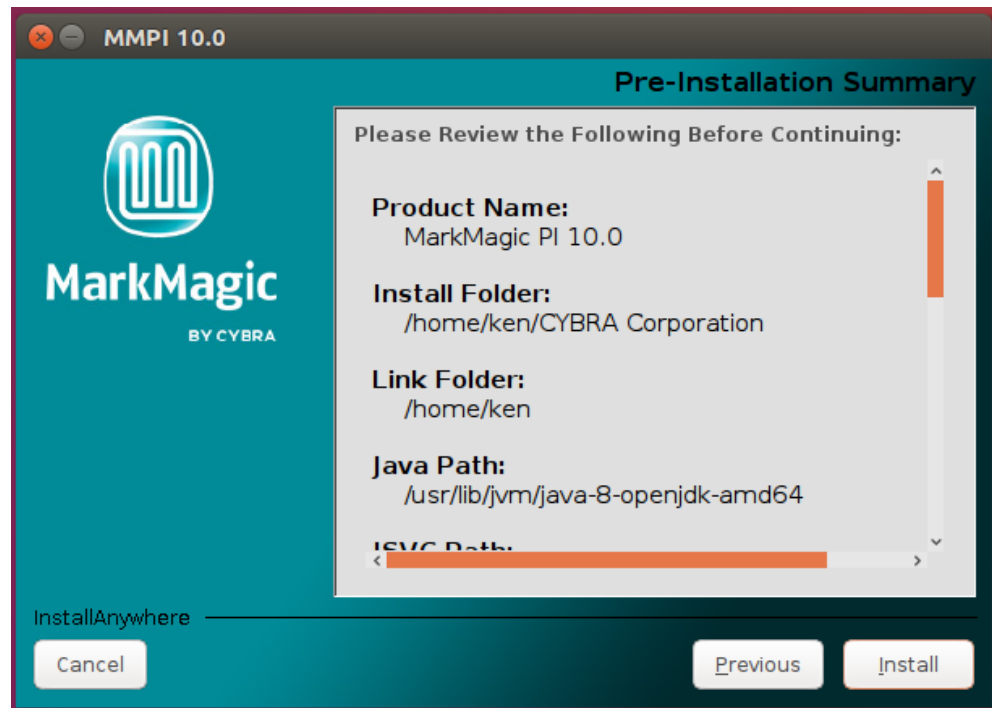 MMPI 10.0
Pre-Installation Summary
MarkMagic
BY CYBRA
Please Review the Following Before Continuing:
Product Name:
MarkMagic PI 10.0
Install Folder:
/home/ken/CYBRA Corporation
Link Folder:
/home/ken
Java Path:
/usr/lib/jvm/java-8-openjdk-amd64
Path:
InstallAnywhere
Cancel
Previous
Install